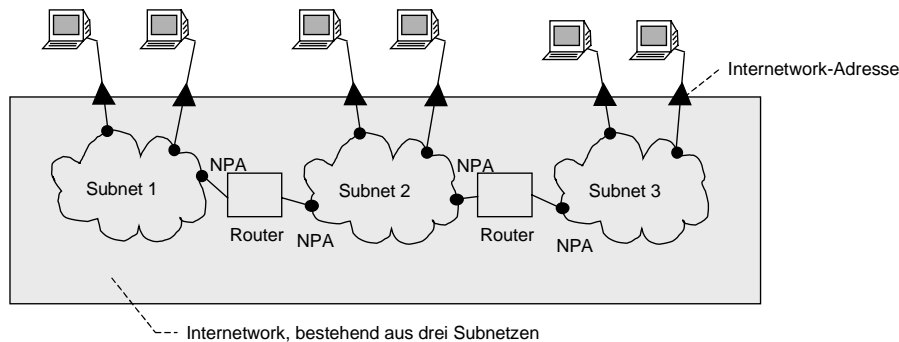 Internetwork-Adresse
NPA
NPA
Subnet 1
Subnet 2
Subnet 3
Router
NPA
Router
NPA
Internetwork, bestehend aus drei Subnetzen